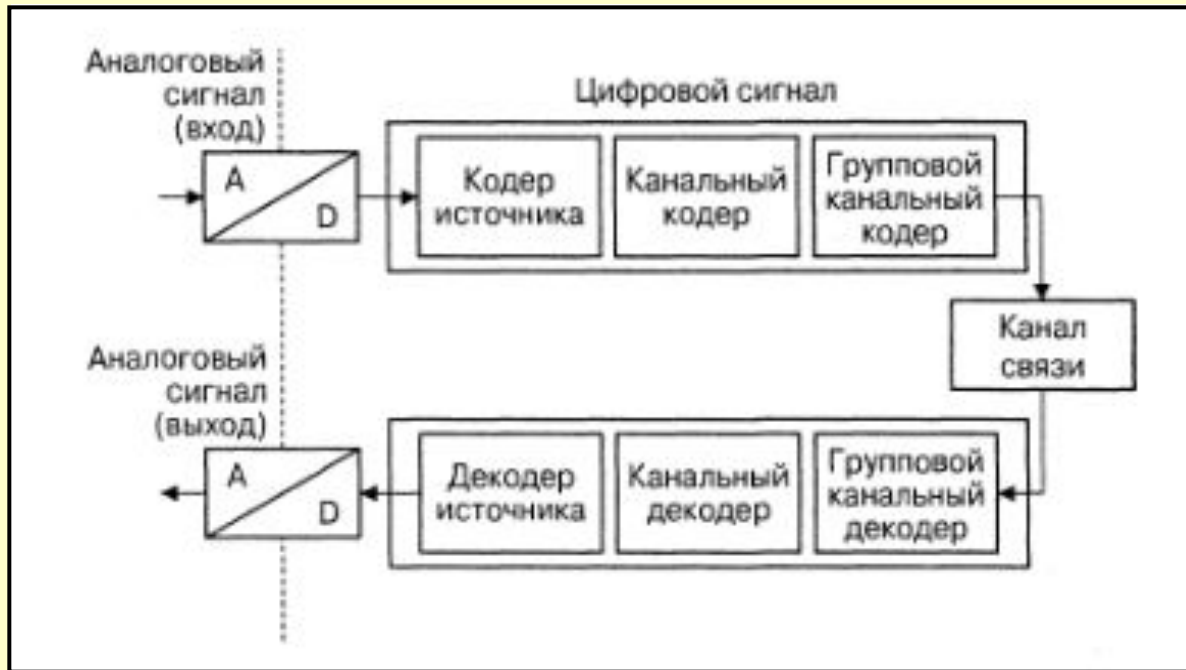 Аналоговый
сигнал
(вход)
Цифровой сигнал
A
D
Кодер
источника
Канальный
кодер
Групповой
канальный
кодер
Канал
связи
Аналоговый
сигнал
(выход)
A
D
Декодер
источника
Канальный
декодер
Групповой
канальный
декодер